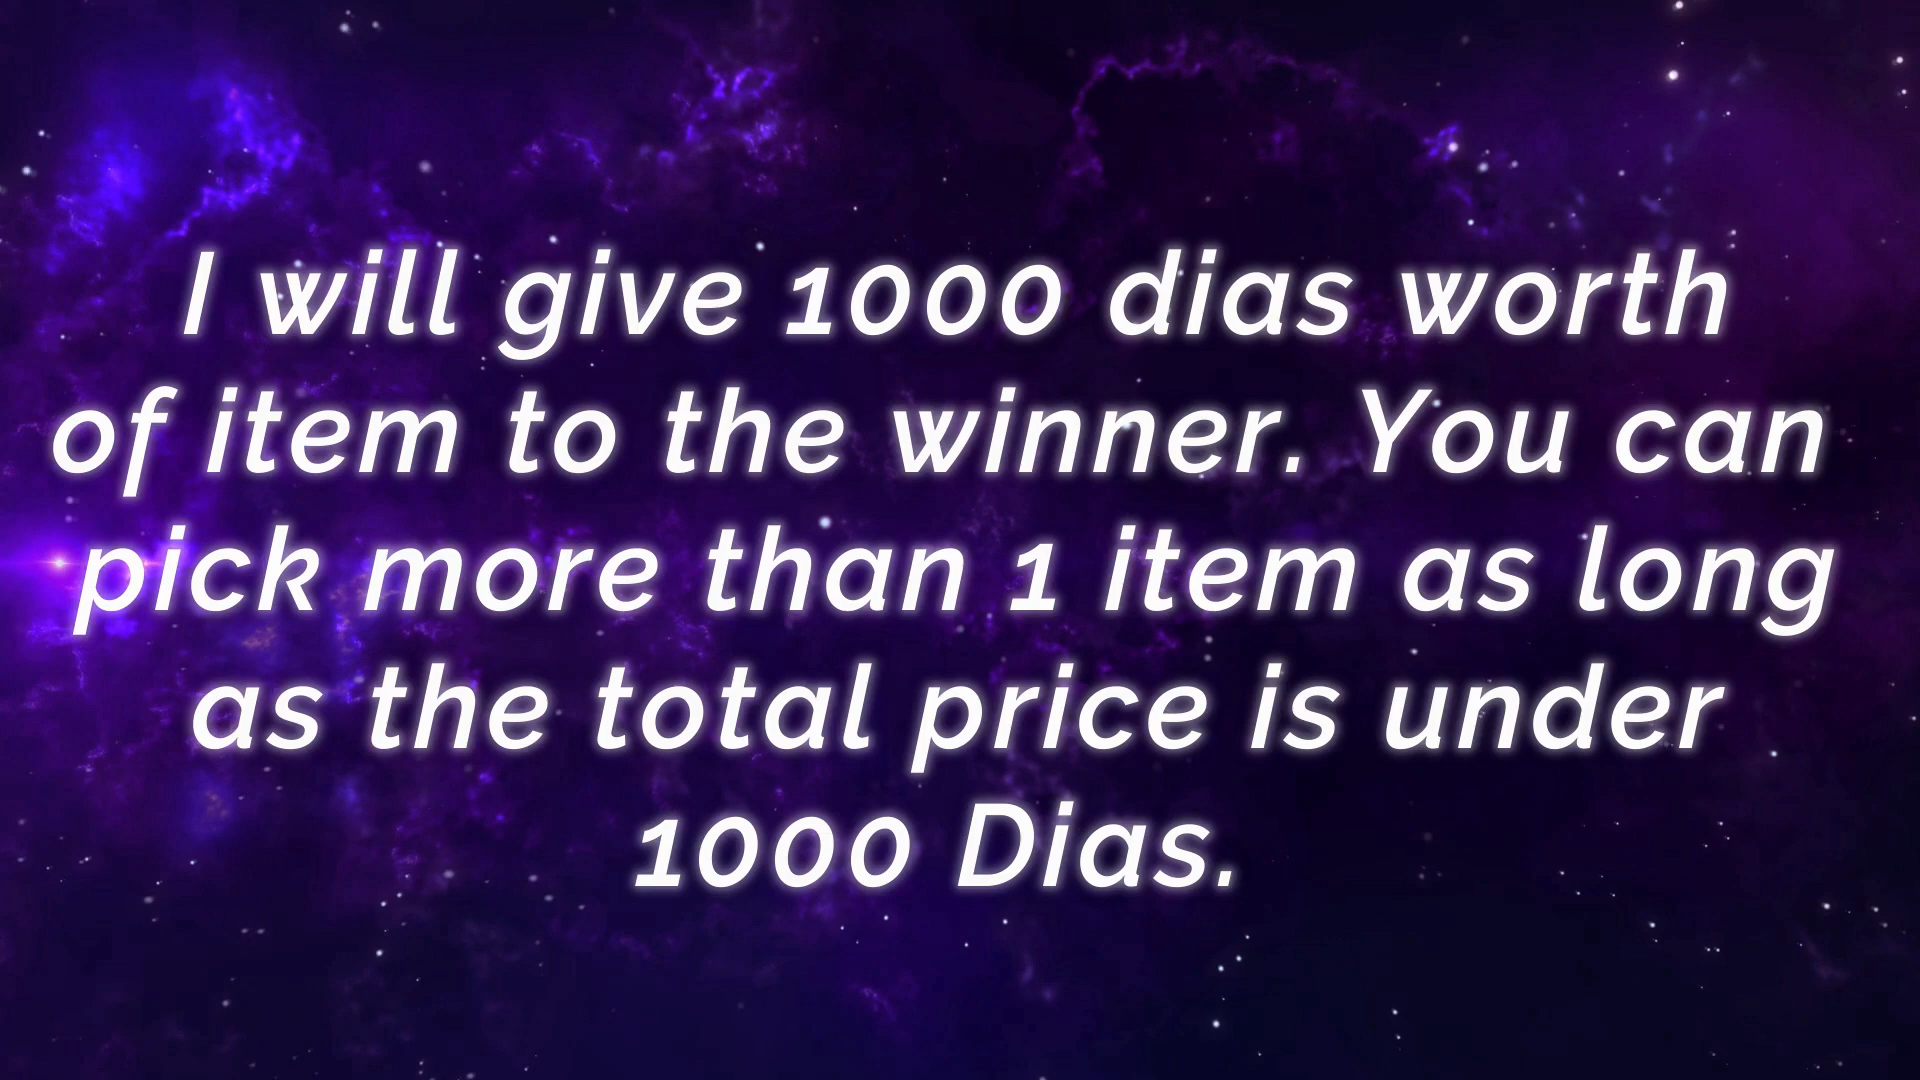 I will give 1000 dias worth
of item to the winner. You can
pick more than 1 item as long
as the total price is under
1000 Dias.